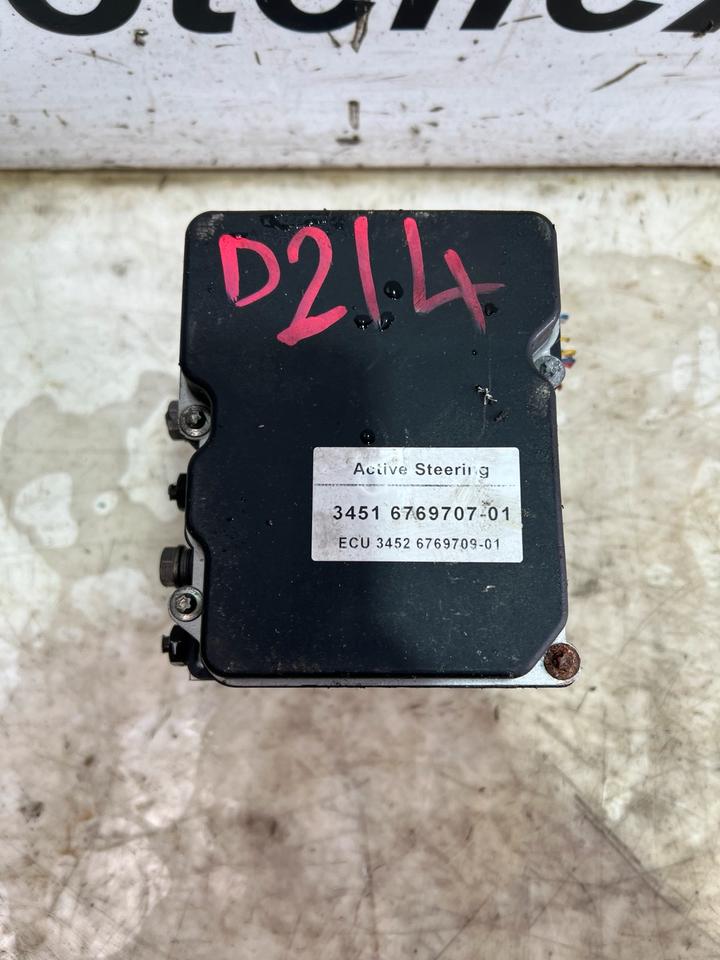 D214
Active Steering
3451 6769707-01
ECU 3452 6769709-01